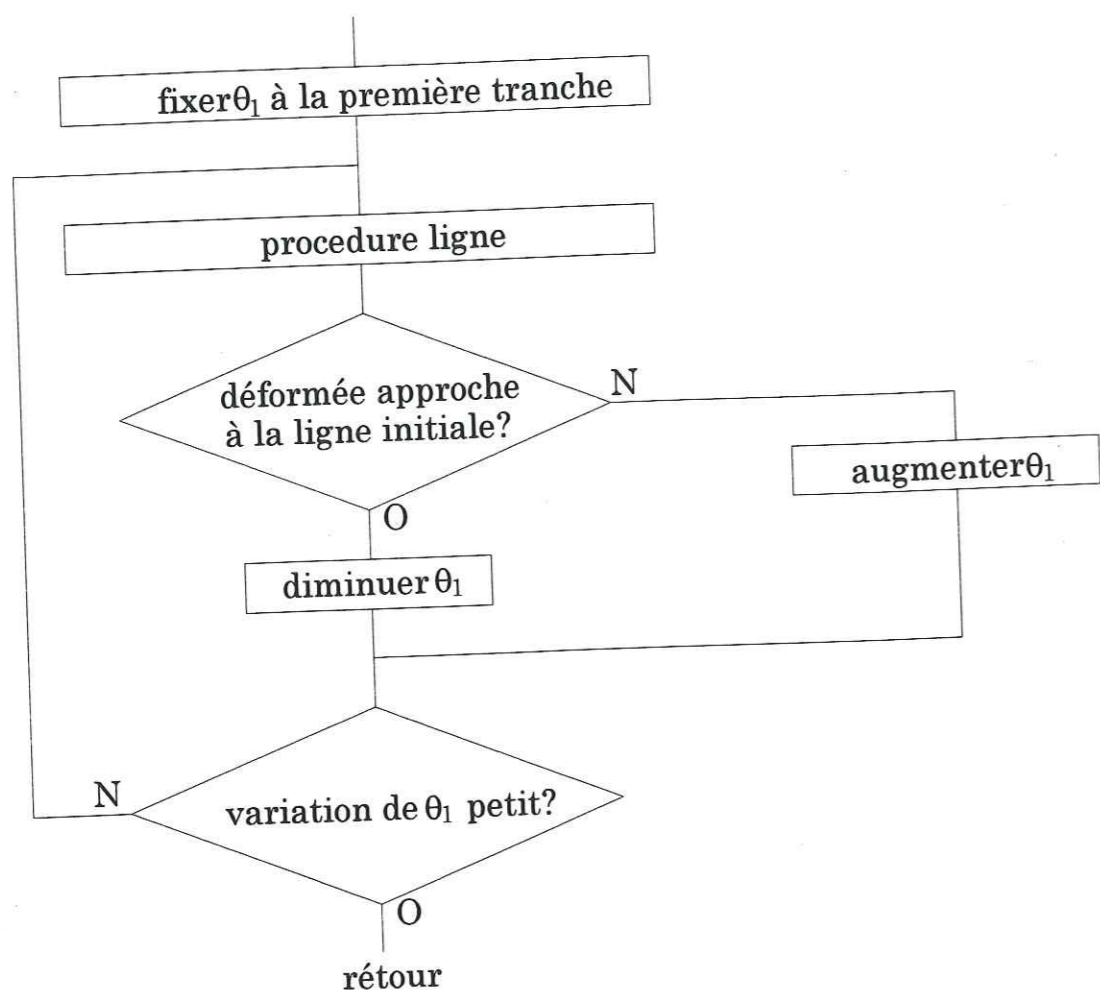 fixerθ₁ à la première tranche
procedure ligne
déformée approche
à la ligne initiale?
N
augmenterθ₁
O
diminuer θ₁
N
variation de θ₁ petit?
O
rétour